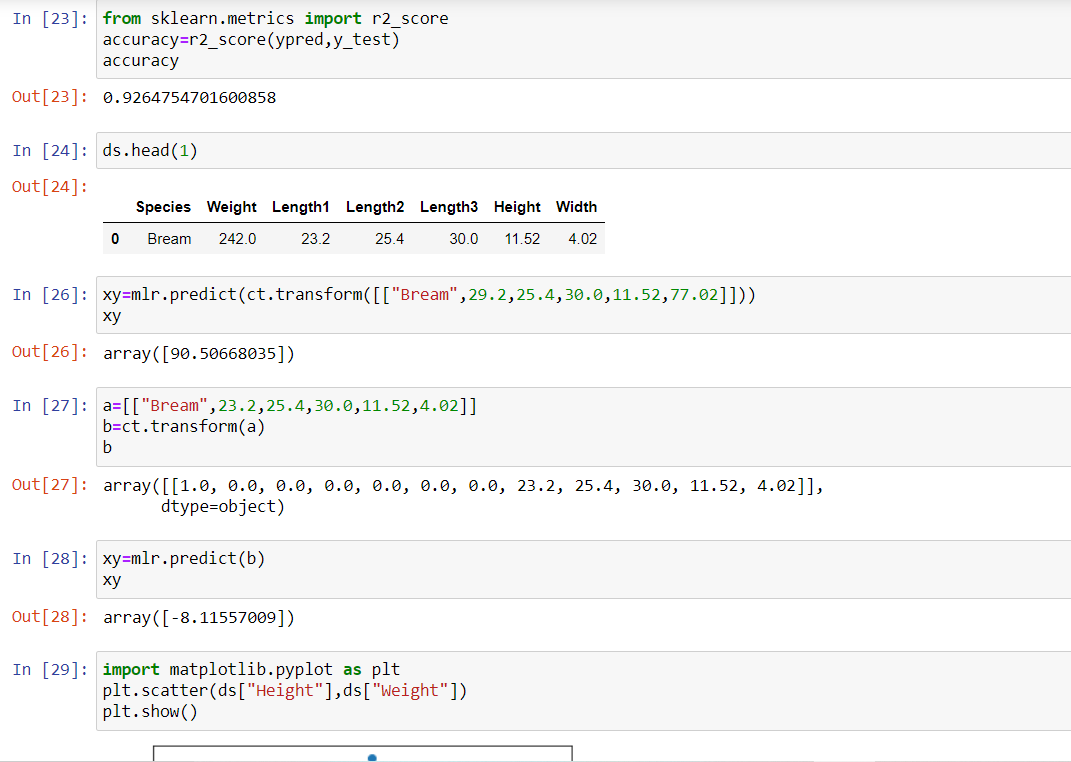 In [23]: from sklearn.metrics import r2_score
accuracy=r2_score(ypred,y_test)
accuracy
Out[23]: 0.9264754701600858
In [24]: ds.head(1)
Out[24]:
Species Weight Length1 Length2 Length3 Height Width
0 Bream 242.0 23.2 25.4 30.0 11.52 4.02
In [26]: xy=mlr.predict(ct.transform([["Bream",29.2,25.4,30.0,11.52,77.02]]))
xy
Out[26]: array([90.50668035])
In [27]: a=[["Bream",23.2,25.4,30.0,11.52,4.02]]
b=ct.transform(a)
b
Out[27]: array([[1.0, 0.0, 0.0, 0.0, 0.0, 0.0, 0.0, 23.2, 25.4, 30.0, 11.52, 4.02]],
dtype=object)
In [28]: xy=mlr.predict(b)
xy
Out[28]: array([-8.11557009])
In [29]: import matplotlib.pyplot as plt
plt.scatter(ds["Height"],ds["Weight"])
plt.show()